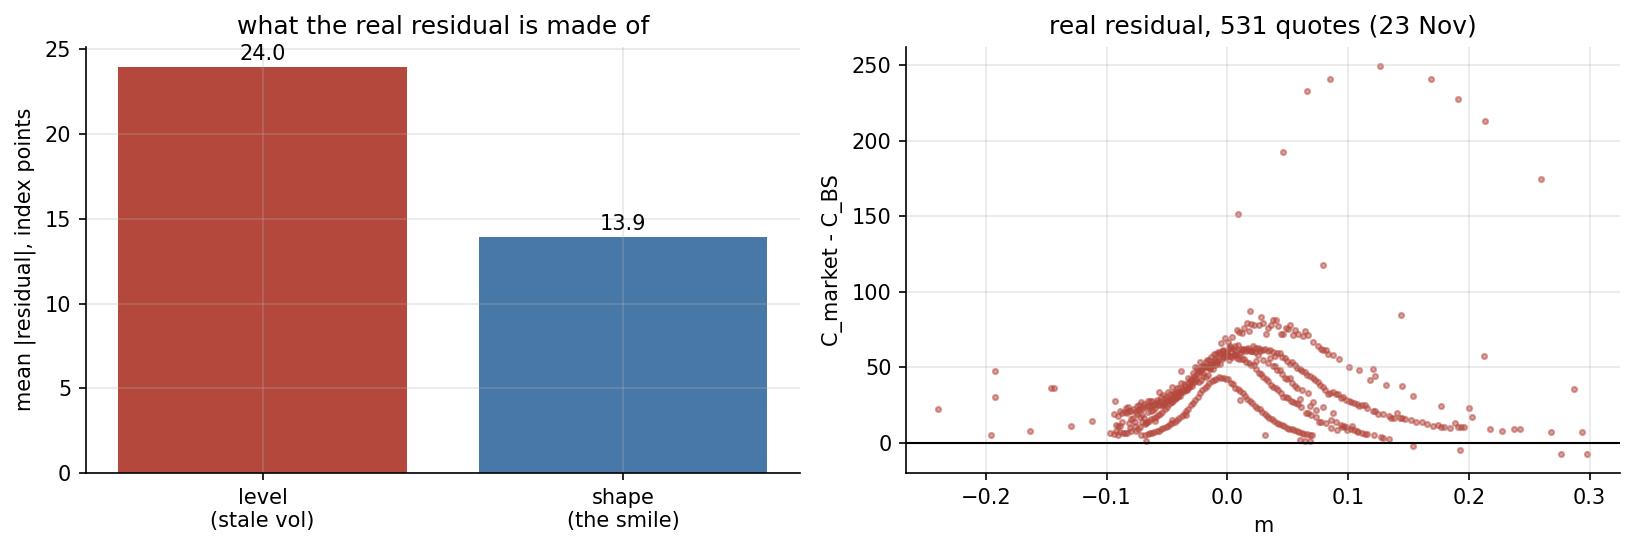 what the real residual is made of
mean |residual|, index points
25
20
15
10
5
0
24.0
13.9
level
(stale vol)
shape
(the smile)
real residual, 531 quotes (23 Nov)
C_market - C_BS
250
200
150
100
50
0
−0.2
−0.1
0.0
0.1
0.2
0.3
m